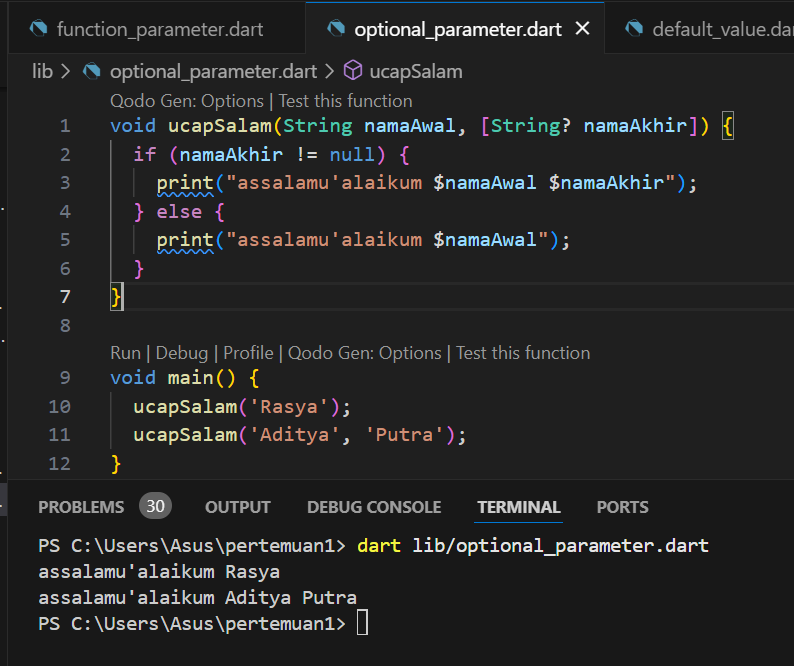 function_parameter.dart optional_parameter.dart default_value.da
lib > optional_parameter.dart > ucapSalam
Qodo Gen: Options | Test this function
1 void ucapSalam(String namaAwal, [String? namaAkhir]) {
2 if (namaAkhir != null) {
3 print("assalamu'alaikum $namaAwal $namaAkhir");
4 } else {
5 print("assalamu'alaikum $namaAwal");
6 }
7 }
8
Run | Debug | Profile | Qodo Gen: Options | Test this function
9 void main() {
10 ucapSalam('Rasya');
11 ucapSalam('Aditya', 'Putra');
12 }
PROBLEMS 30 OUTPUT DEBUG CONSOLE TERMINAL PORTS
PS C:\Users\Asus\pertemuan1> dart lib/optional_parameter.dart
assalamu'alaikum Rasya
assalamu'alaikum Aditya Putra
PS C:\Users\Asus\pertemuan1>